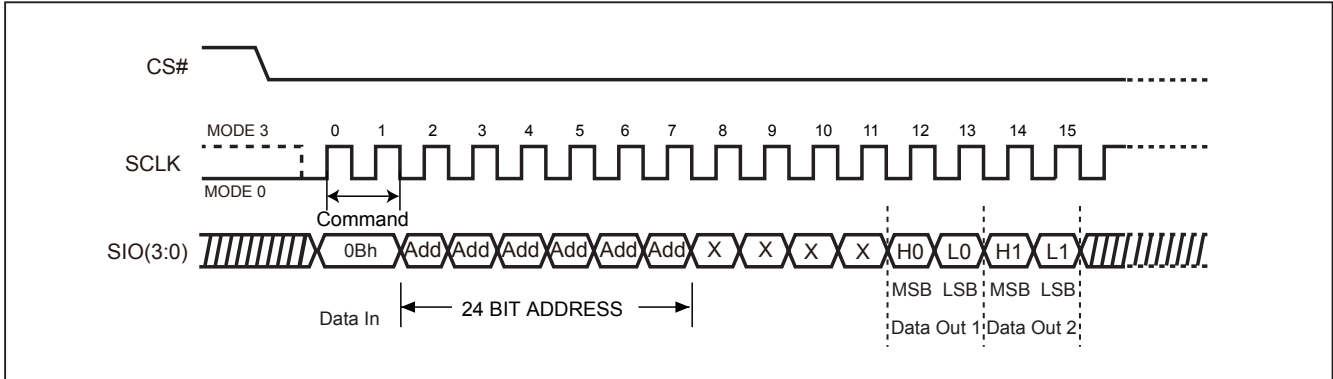 CS#
MODE 3
0 1 2 3 4 5 6 7 8 9 10 11 12 13 14 15
SCLK
MODE 0
Command
SIO(3:0)
0Bh Add Add Add Add Add Add X X X X H0 L0 H1 L1
MSB LSB MSB LSB
Data In
24 BIT ADDRESS
Data Out 1 Data Out 2